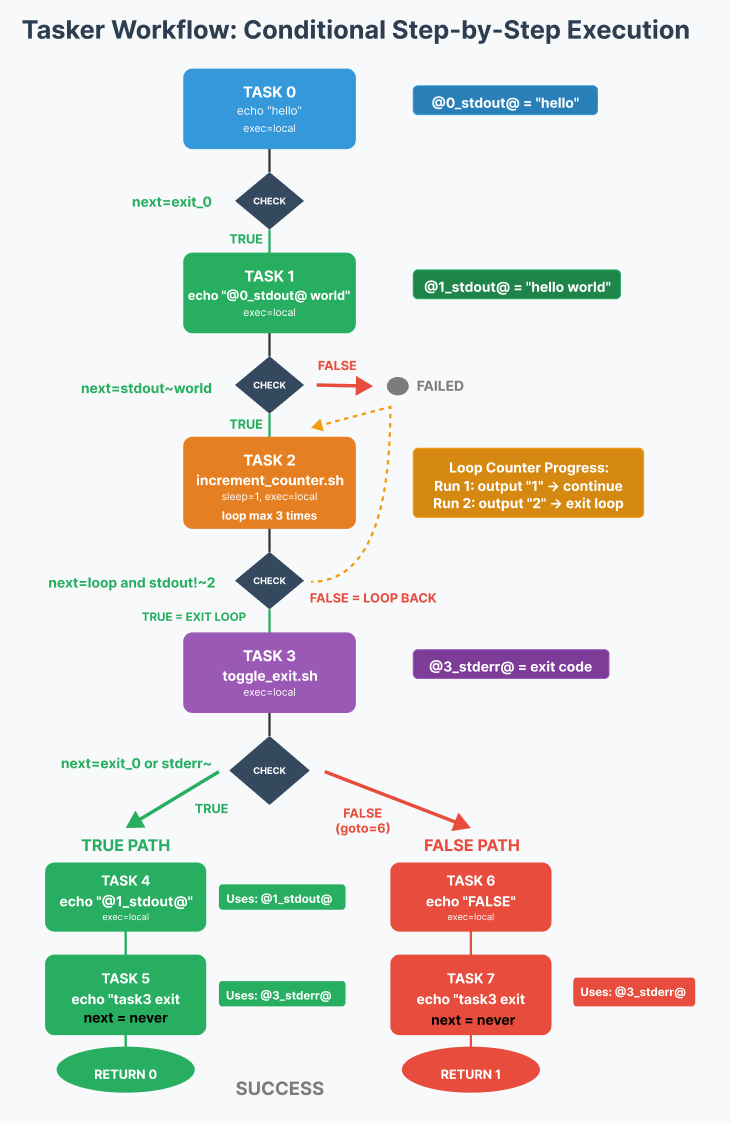 Tasker Workflow: Conditional Step-by-Step Execution
TASK 0
echo "hello"
exec=local
@0_stdout@ = "hello"
next=exit_0
CHECK
TRUE
TASK 1
echo "@0_stdout@ world"
exec=local
@1_stdout@ = "hello world"
next=stdout~world
CHECK
FALSE
FAILED
TRUE
TASK 2
increment_counter.sh
sleep=1, exec=local
loop max 3 times
Loop Counter Progress:
Run 1: output "1" → continue
Run 2: output "2" → exit loop
next=loop and stdout!~2
CHECK
FALSE = LOOP BACK
TRUE = EXIT LOOP
TASK 3
toggle_exit.sh
exec=local
@3_stderr@ = exit code
next=exit_0 or stderr~
CHECK
TRUE
FALSE
(goto=6)
TRUE PATH
FALSE PATH
TASK 4
echo "@1_stdout@"
exec=local
Uses: @1_stdout@
TASK 6
echo "FALSE"
exec=local
TASK 5
echo "task3 exit
next = never
Uses: @3_stderr@
TASK 7
echo "task3 exit
next = never
Uses: @3_stderr@
RETURN 0
SUCCESS
RETURN 1